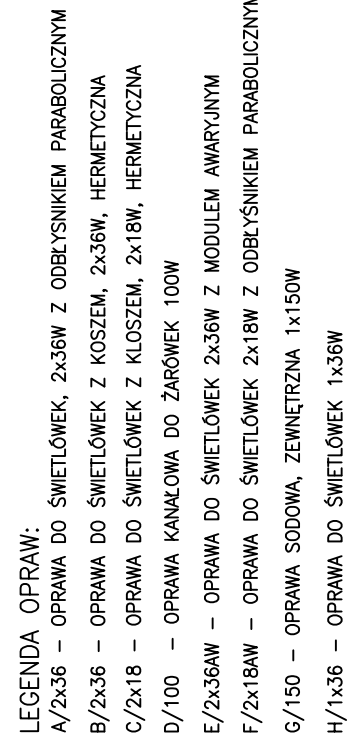 LEGENDA OPRAW:
A/2x36 – OPRAWA DO ŚWIETLÓWEK, 2x36W Z ODBŁYSNIKIEM PARABOLICZNYM
B/2x36 – OPRAWA DO ŚWIETLÓWEK Z KOSZEM, 2x36W, HERMETYCZNA
C/2x18 – OPRAWA DO ŚWIETLÓWEK Z KLOSZEM, 2x18W, HERMETYCZNA
D/100 – OPRAWA KANAŁOWA DO ŻARÓWEK 100W
E/2x36AW – OPRAWA DO ŚWIETLÓWEK 2x36W Z MODULEM AWARYJNYM
F/2x18AW – OPRAWA DO ŚWIETLÓWEK 2x18W Z ODBŁYŚNIKIEM PARABOLICZNYM
G/150 – OPRAWA SODOWA, ZEWNĘTRZNA 1x150W
H/1x36 – OPRAWA DO ŚWIETLÓWEK 1x36W